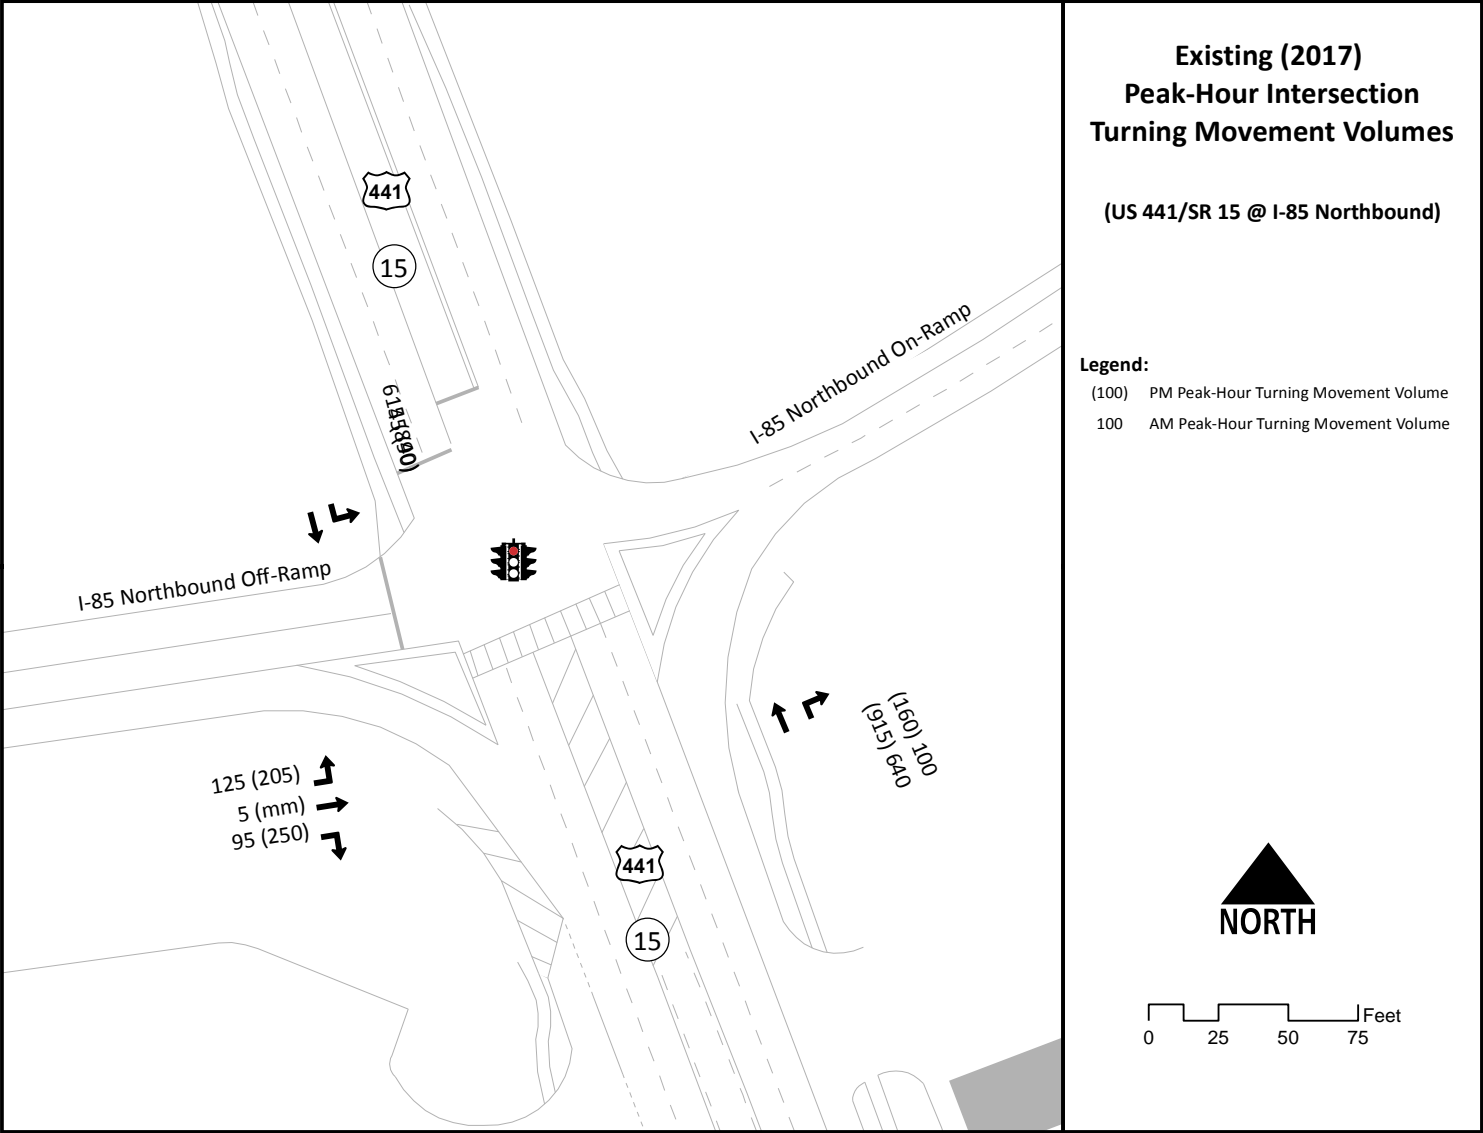 Existing (2017)
Peak-Hour Intersection
Turning Movement Volumes
(US 441/SR 15 @ I-85 Northbound)
Legend:
(100) PM Peak-Hour Turning Movement Volume
100 AM Peak-Hour Turning Movement Volume
441
15
I-85 Northbound On-Ramp
I-85 Northbound Off-Ramp
(160) 100
(915) 640
125 (205)
5 (mm)
95 (250)
441
15
NORTH
Feet
0 25 50 75